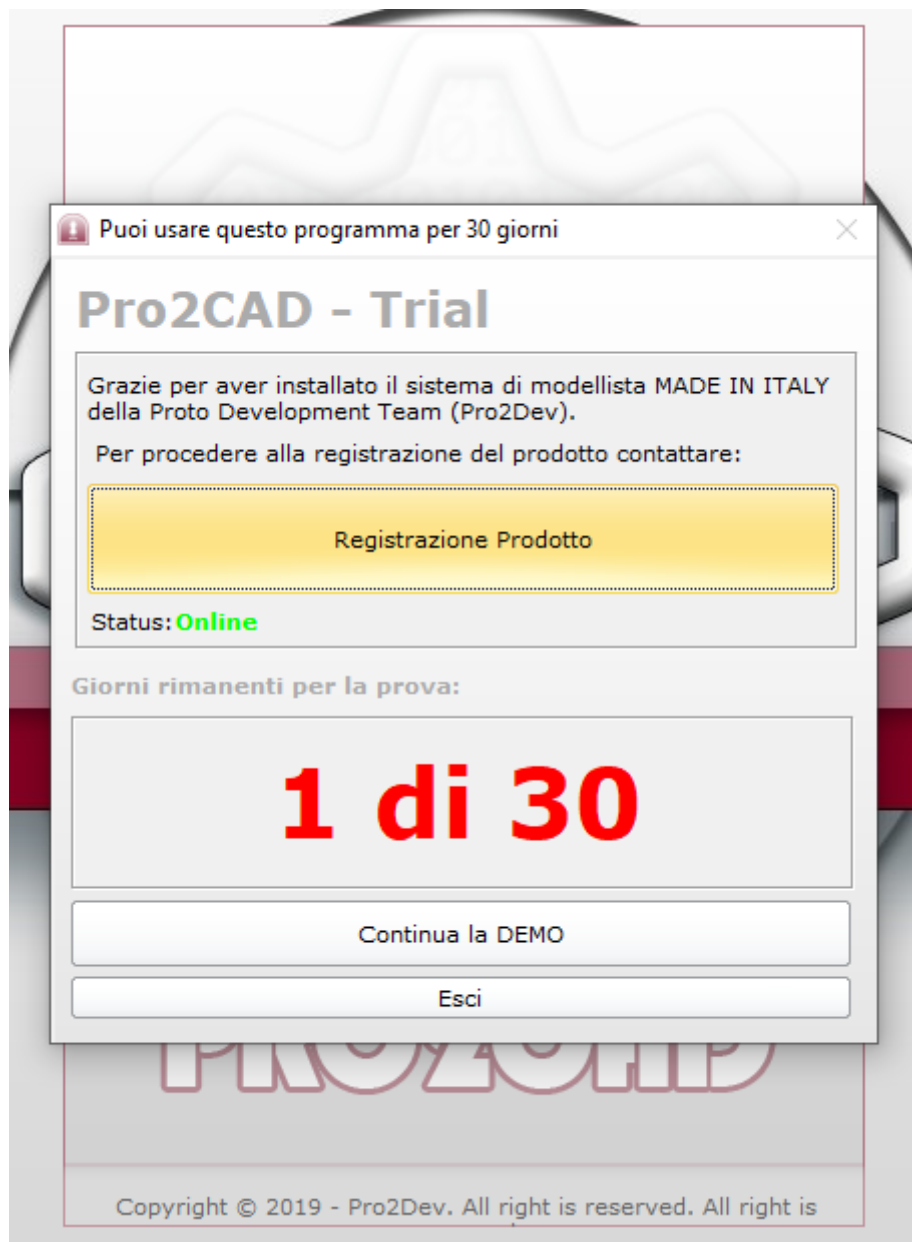 Puoi usare questo programma per 30 giorni
Pro2CAD - Trial
Grazie per aver installato il sistema di modellista MADE IN ITALY
della Proto Development Team (Pro2Dev).
Per procedere alla registrazione del prodotto contattare:
Registrazione Prodotto
Status: Online
Giorni rimanenti per la prova:
1 di 30
Continua la DEMO
Esci
PRO2CAD
Copyright © 2019 - Pro2Dev. All right is reserved. All right is